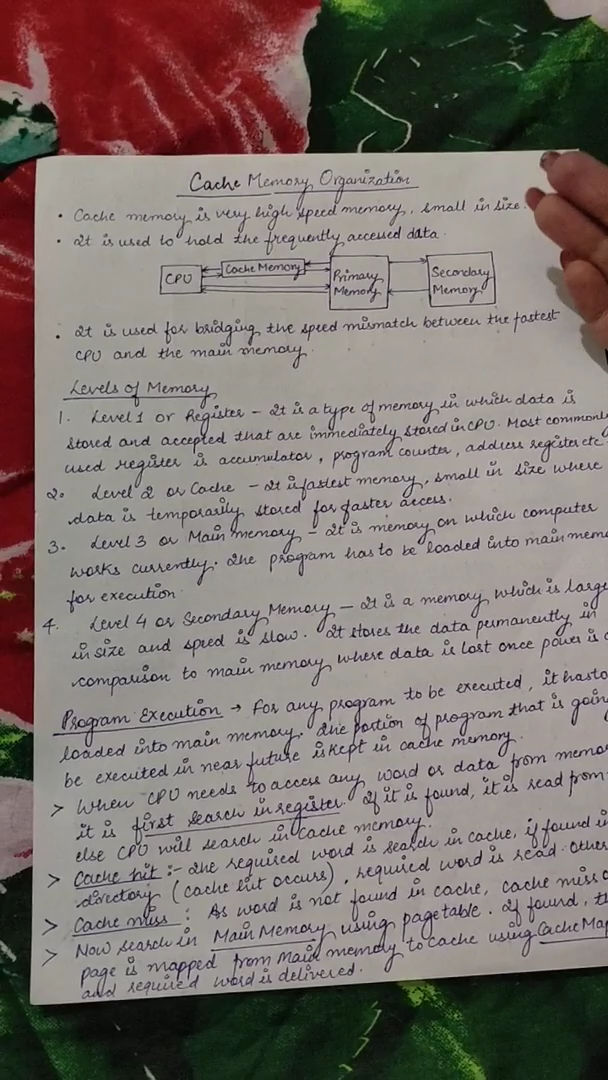 Cache Memory Organization
• Cache memory is very high speed memory, small in size.
• It is used to hold the frequently accessed data.
CPU
Cache Memory
Primary Memory
Secondary Memory
• It is used for bridging the speed mismatch between the fastest
CPU and the main memory.
Levels of Memory
1. Level 1 or Register - It is a type of memory in which data is
stored and accepted that are immediately stored in CPU. Most commonly
used register is accumulator, program counter, address register etc
2. Level 2 or Cache - It is fastest memory, small in size where
data is temporarily stored for faster access.
3. Level 3 or Main memory - It is memory on which computer
works currently. The program has to be loaded into main mem
for execution
4. Level 4 or Secondary Memory - It is a memory which is large
in size and speed is slow. It stores the data permanently in
comparison to main memory where data is lost once power is
Program Execution → For any program to be executed, it has to
loaded into main memory. The portion of program that is going
be executed in near future is kept in cache memory.
> When CPU needs to access any word or data from memo
it is first search in register. If it is found, it is read from
else CPU will search in cache memory.
> Cache hit :- The required word is search in cache, if found in
directory (cache hit occurs), required word is read. Other
> Cache miss : As word is not found in cache, cache miss
> Now search in Main Memory using page table. If found, th
page is mapped from main memory to cache using Cache Map
and required word is delivered.